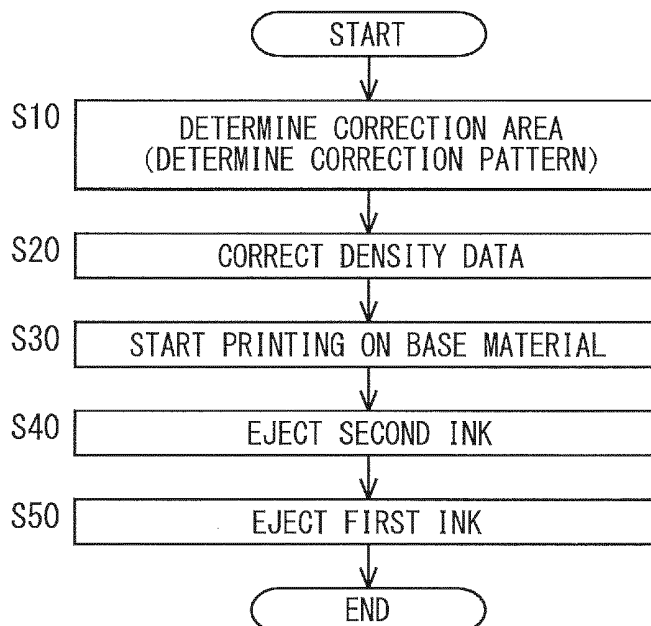 START
S10
DETERMINE CORRECTION AREA
(DETERMINE CORRECTION PATTERN)
S20
CORRECT DENSITY DATA
S30
START PRINTING ON BASE MATERIAL
S40
EJECT SECOND INK
S50
EJECT FIRST INK
END